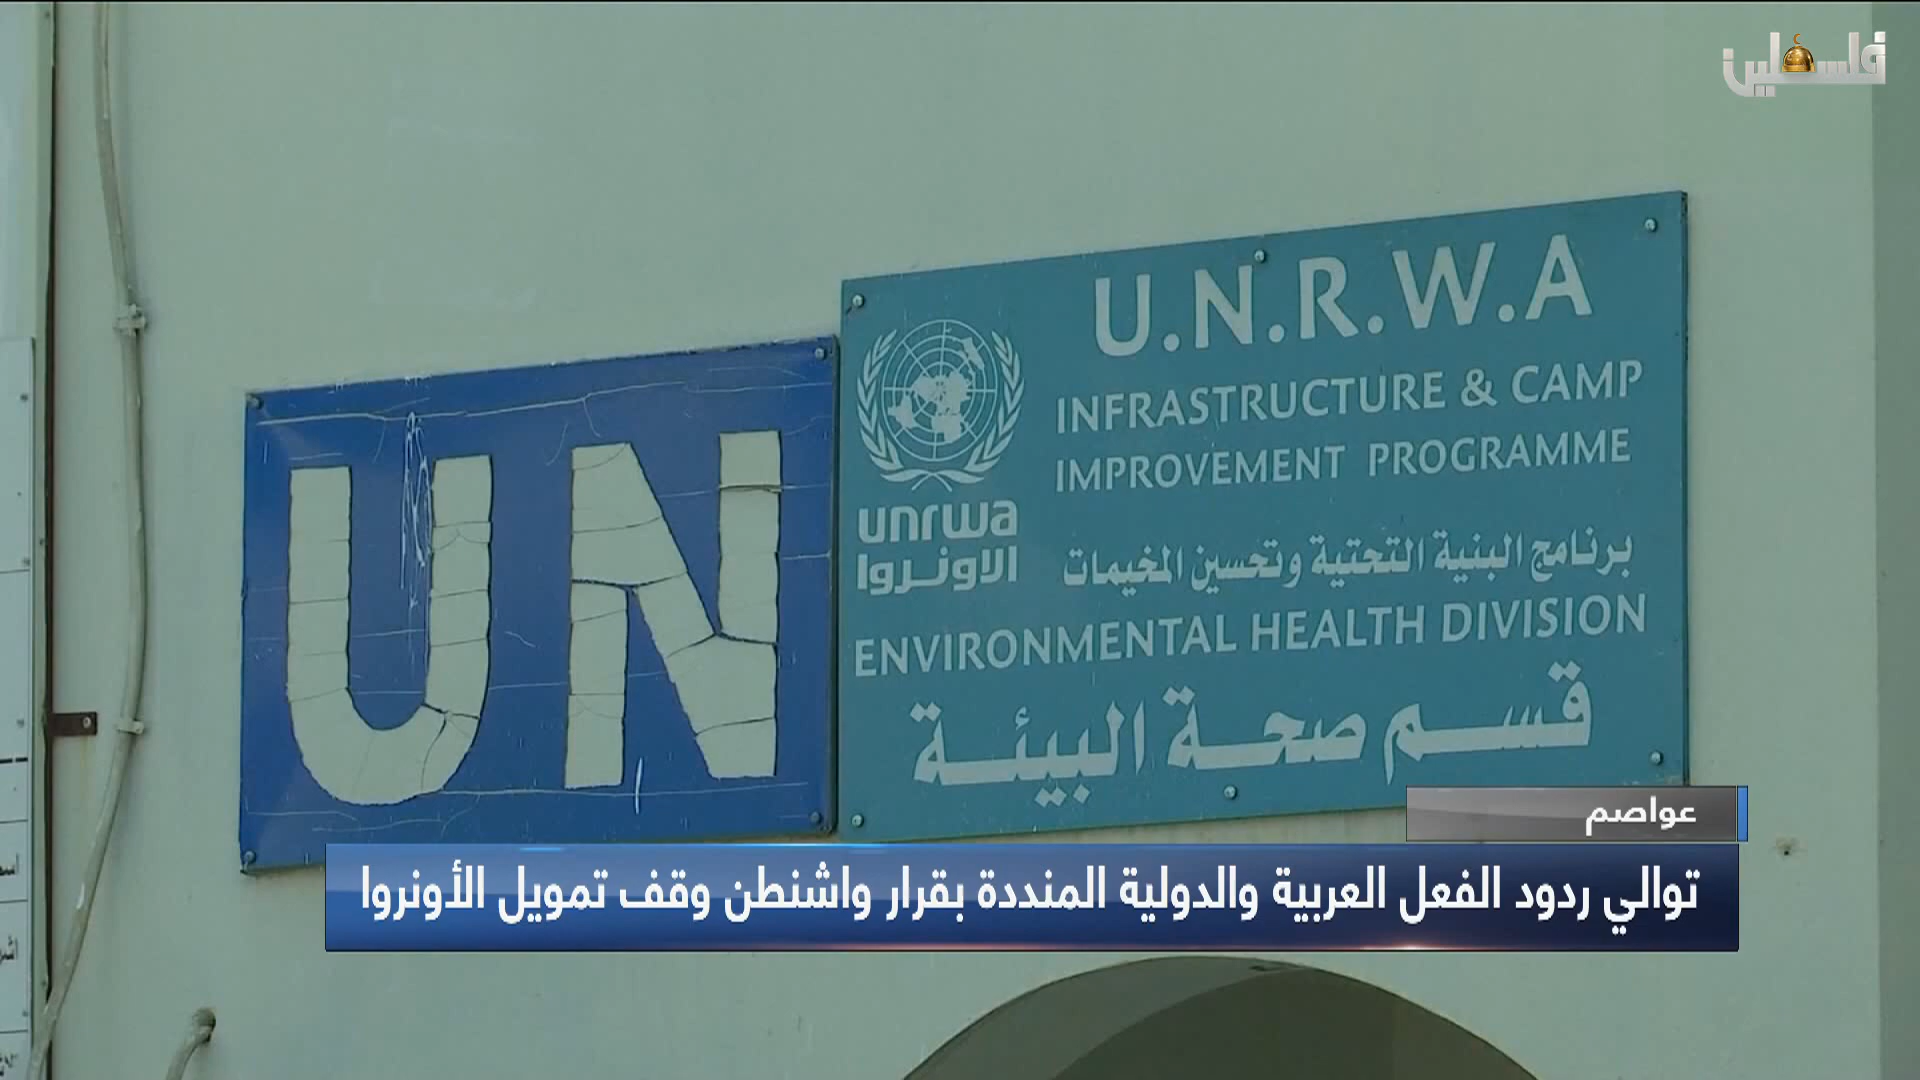 فلسطين
U.N.R.W.A
INFRASTRUCTURE & CAMP
IMPROVEMENT PROGRAMME
unrwa
الاونروا
برنامج البنية التحتية وتحسين المخيمات
ENVIRONMENTAL HEALTH DIVISION
قسم صحة البيئة
UN
عواصم
توالي ردود الفعل العربية والدولية المنددة بقرار واشنطن وقف تمويل الأونروا